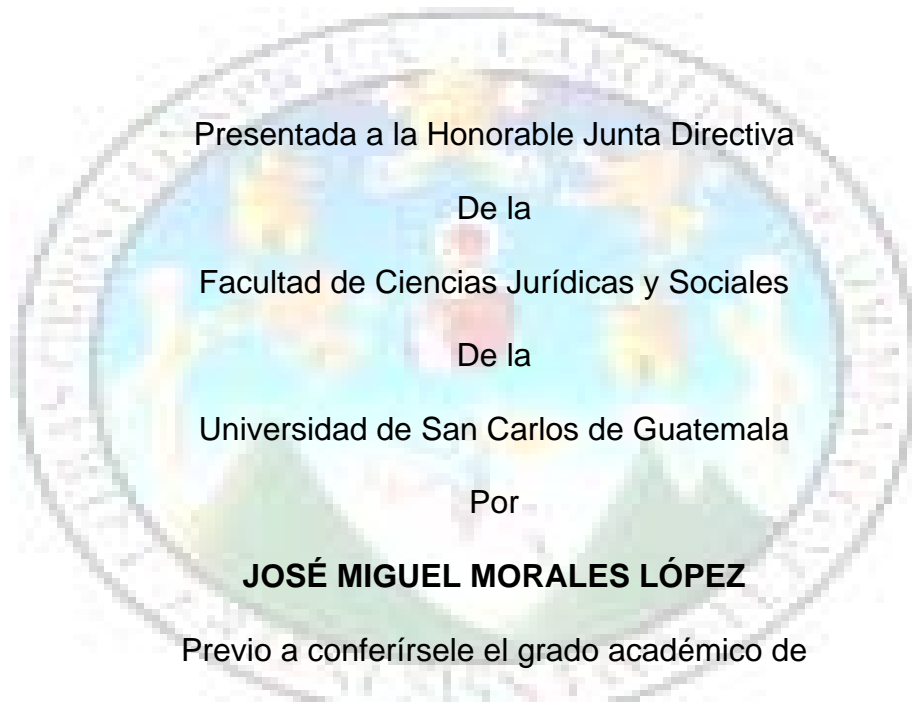 Presentada a la Honorable Junta Directiva
De la
Facultad de Ciencias Jurídicas y Sociales
De la
Universidad de San Carlos de Guatemala
Por
JOSÉ MIGUEL MORALES LÓPEZ
Previo a conferírsele el grado académico de